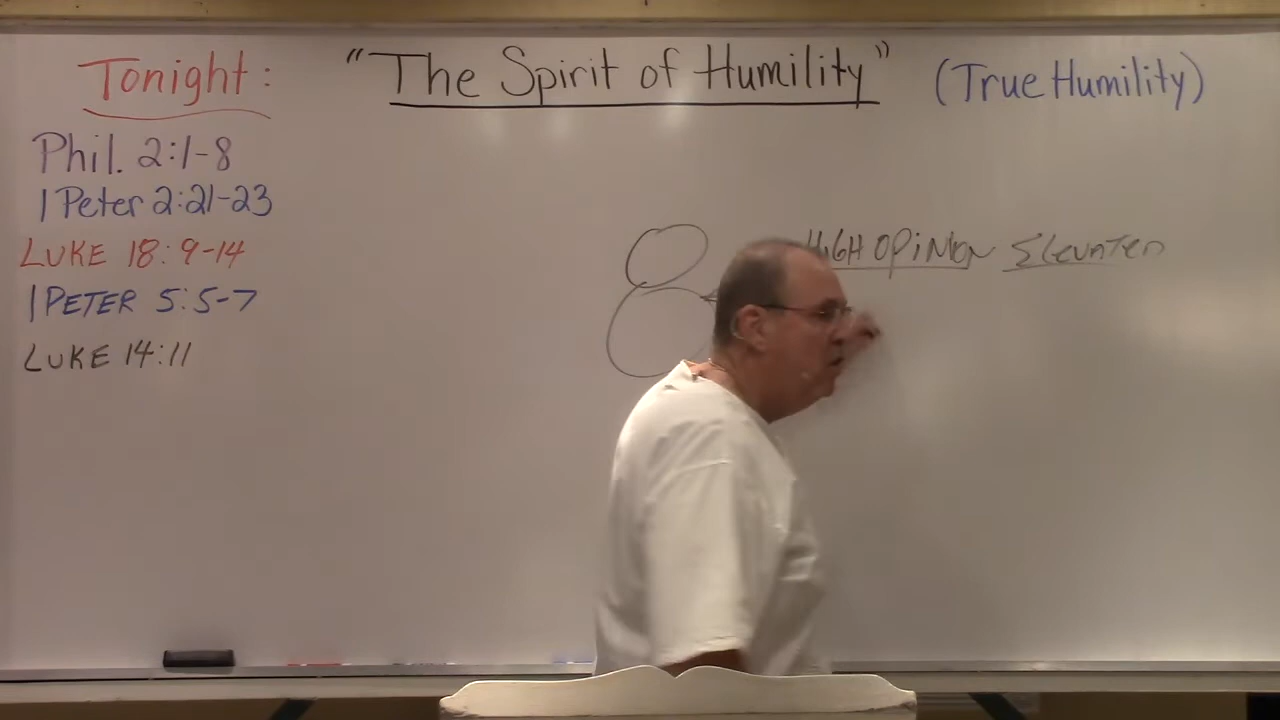 Tonight: "The Spirit of Humility" (True Humility)
Phil. 2:1-8
1 Peter 2:21-23
LUKE 18:9-14
1 PETER 5:5-7
LUKE 14:11
HIGH OPINION ELEVATED